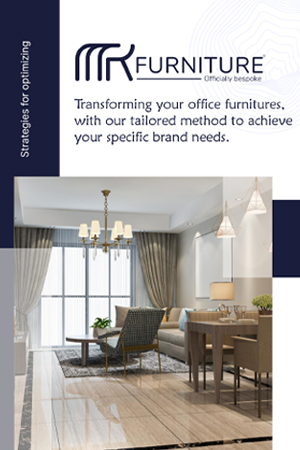 Strategies for optimizing
MK FURNITURE
Officially bespoke
Transforming your office furnitures,
with our tailored method to achieve
your specific brand needs.